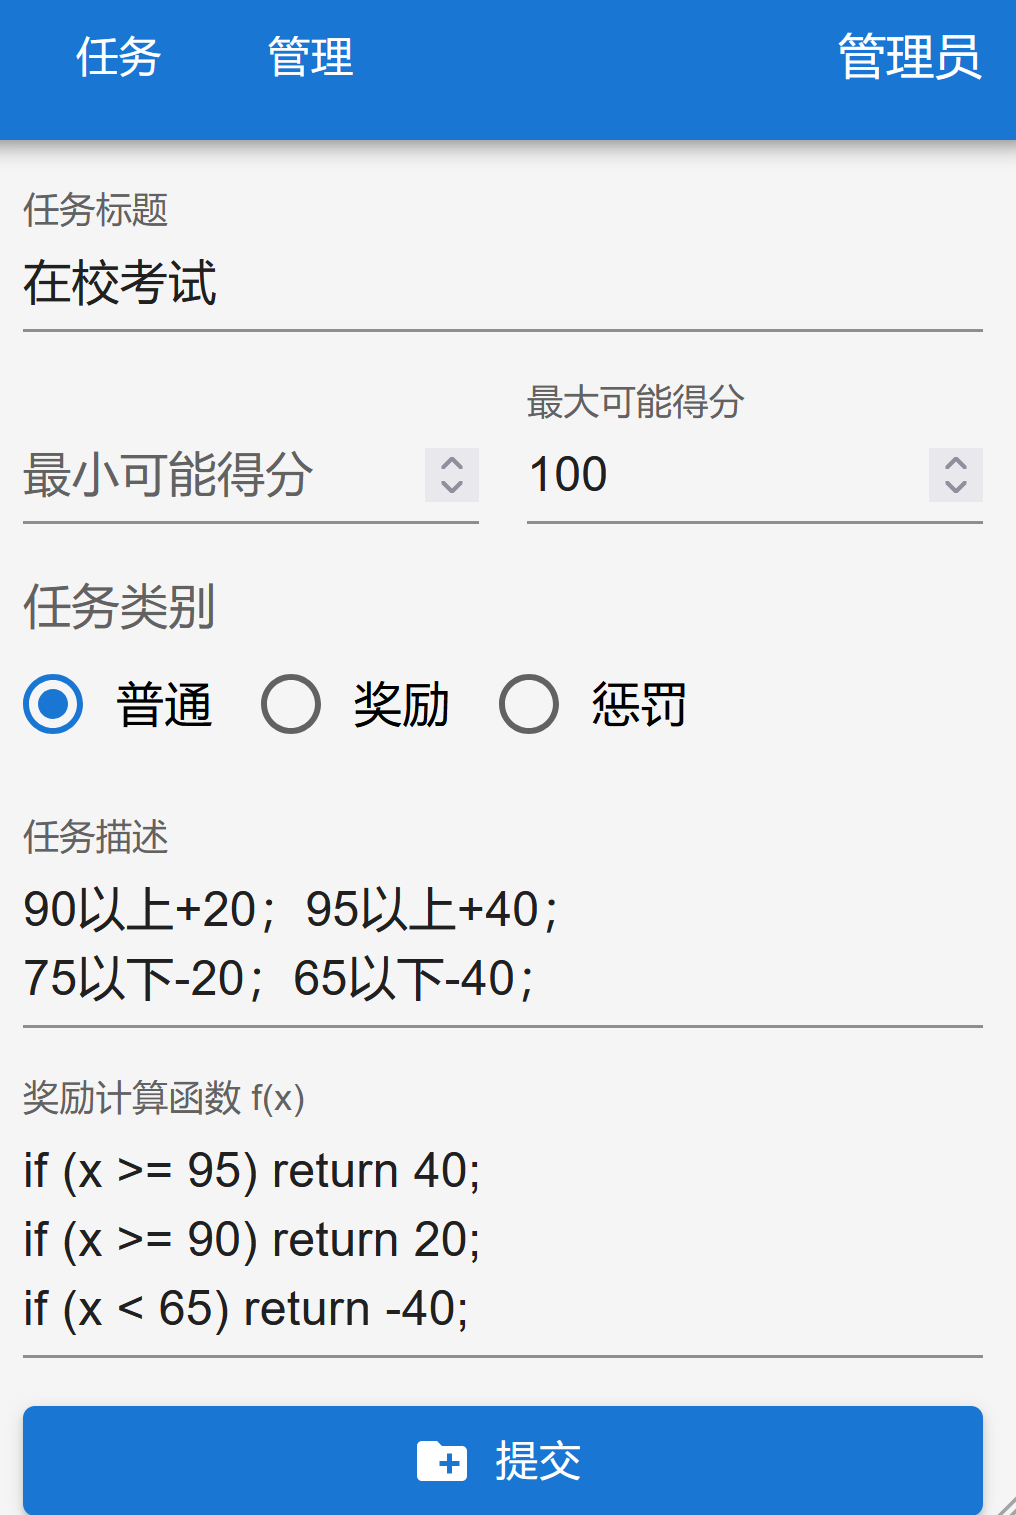 任务 管理 管理员
任务标题
在校考试
最大可能得分
最小可能得分 100
任务类别
普通 奖励 惩罚
任务描述
90以上+20；95以上+40；
75以下-20；65以下-40；
奖励计算函数 f(x)
if (x >= 95) return 40;
if (x >= 90) return 20;
if (x < 65) return -40;
提交